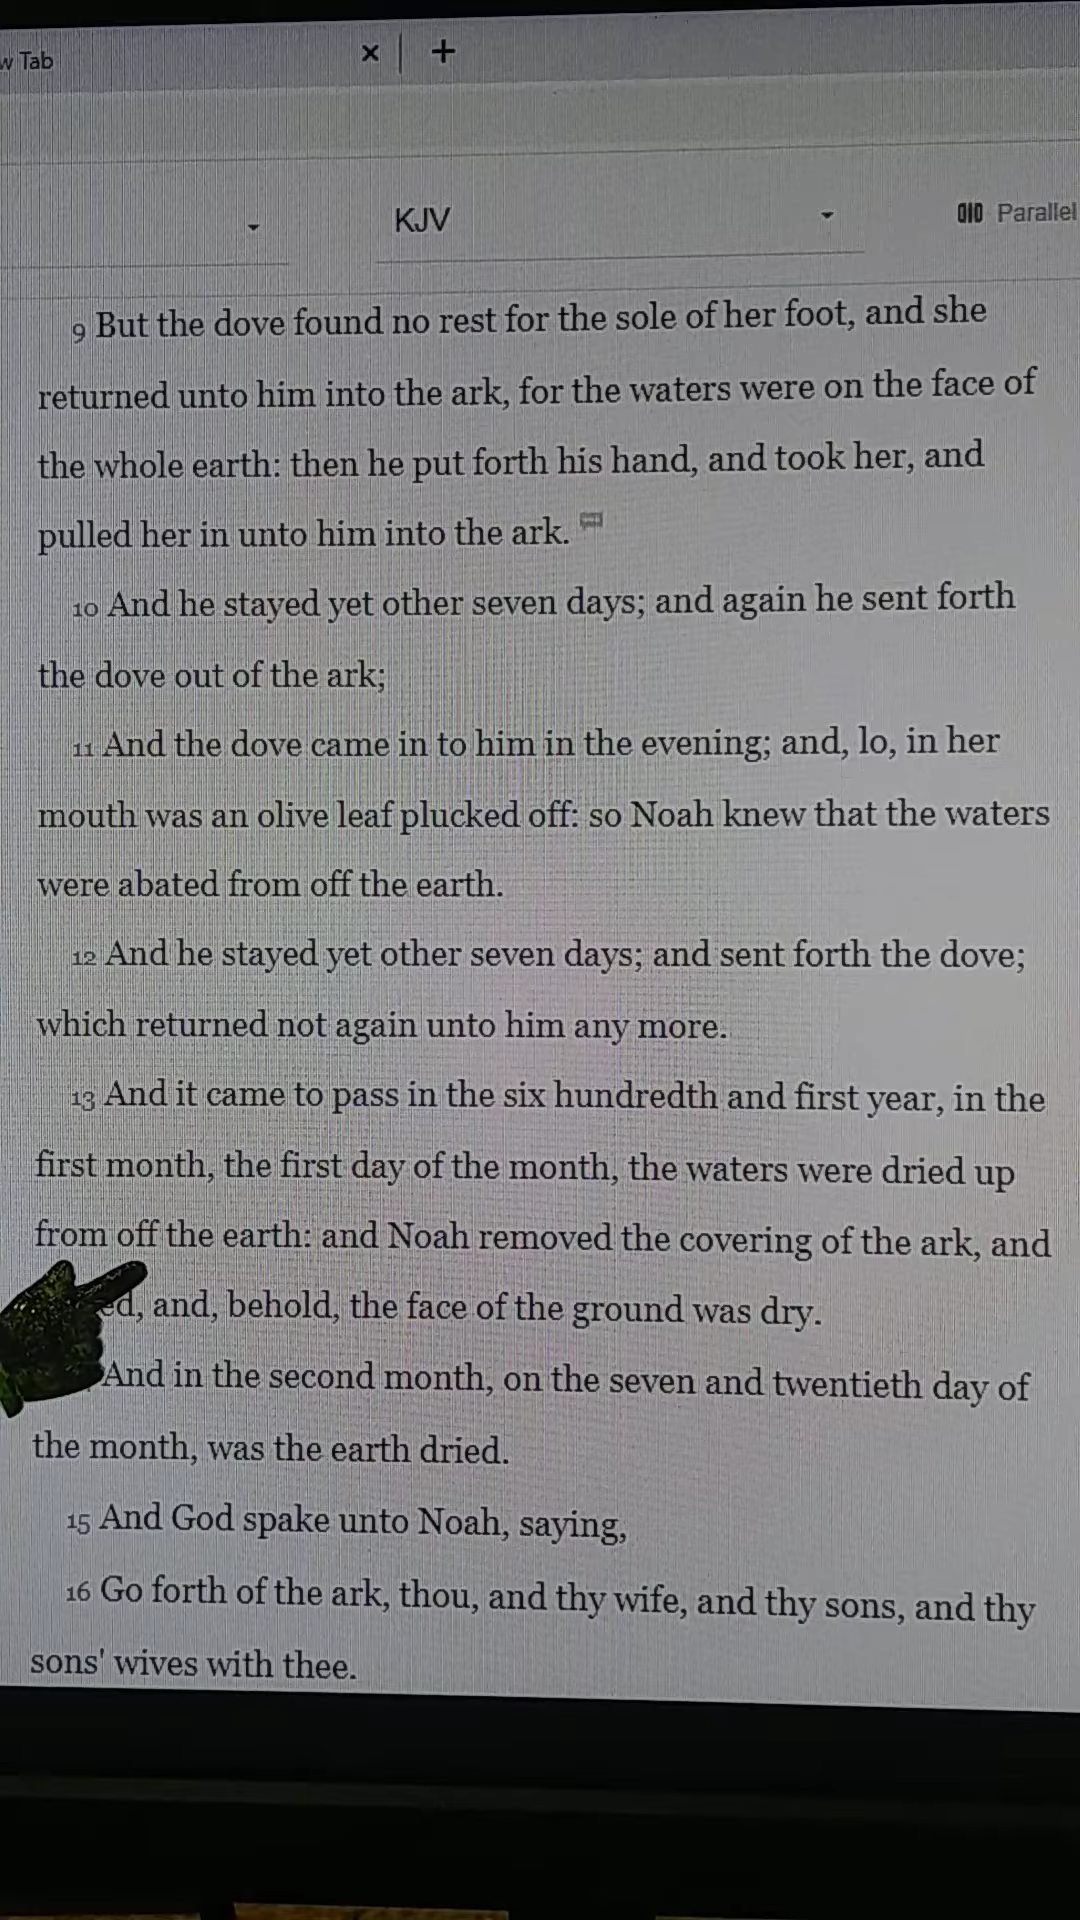 w Tab × +
KJV Parallel
9 But the dove found no rest for the sole of her foot, and she
returned unto him into the ark, for the waters were on the face of
the whole earth: then he put forth his hand, and took her, and
pulled her in unto him into the ark.
10 And he stayed yet other seven days; and again he sent forth
the dove out of the ark;
11 And the dove came in to him in the evening; and, lo, in her
mouth was an olive leaf plucked off: so Noah knew that the waters
were abated from off the earth.
12 And he stayed yet other seven days; and sent forth the dove;
which returned not again unto him any more.
13 And it came to pass in the six hundredth and first year, in the
first month, the first day of the month, the waters were dried up
from off the earth: and Noah removed the covering of the ark, and
ed, and, behold, the face of the ground was dry.
And in the second month, on the seven and twentieth day of
the month, was the earth dried.
15 And God spake unto Noah, saying,
16 Go forth of the ark, thou, and thy wife, and thy sons, and thy
sons' wives with thee.